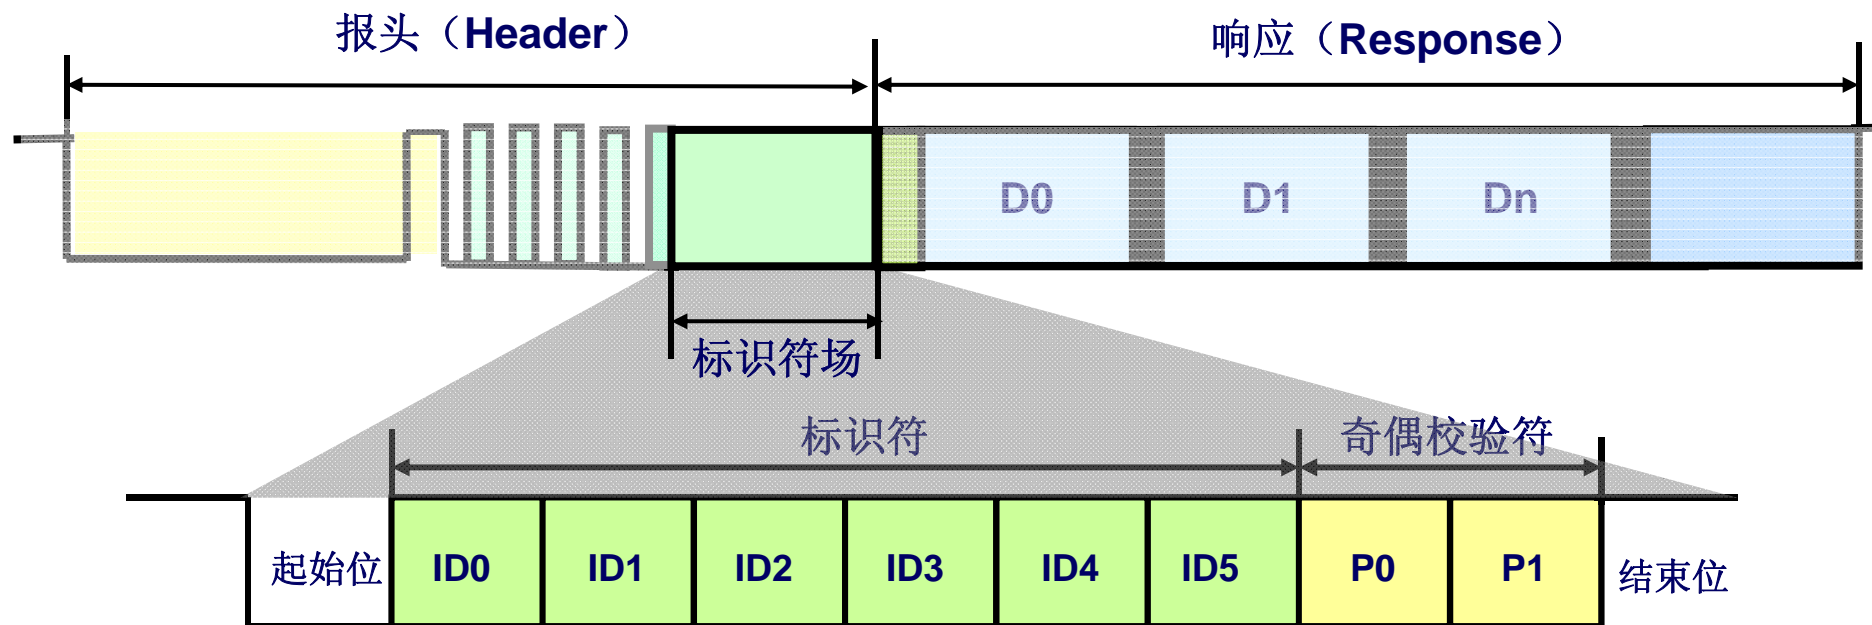 报头（Header）
响应（Response）
D0 D1 Dn
标识符场
标识符 奇偶校验符
起始位 ID0 ID1 ID2 ID3 ID4 ID5 P0 P1 结束位